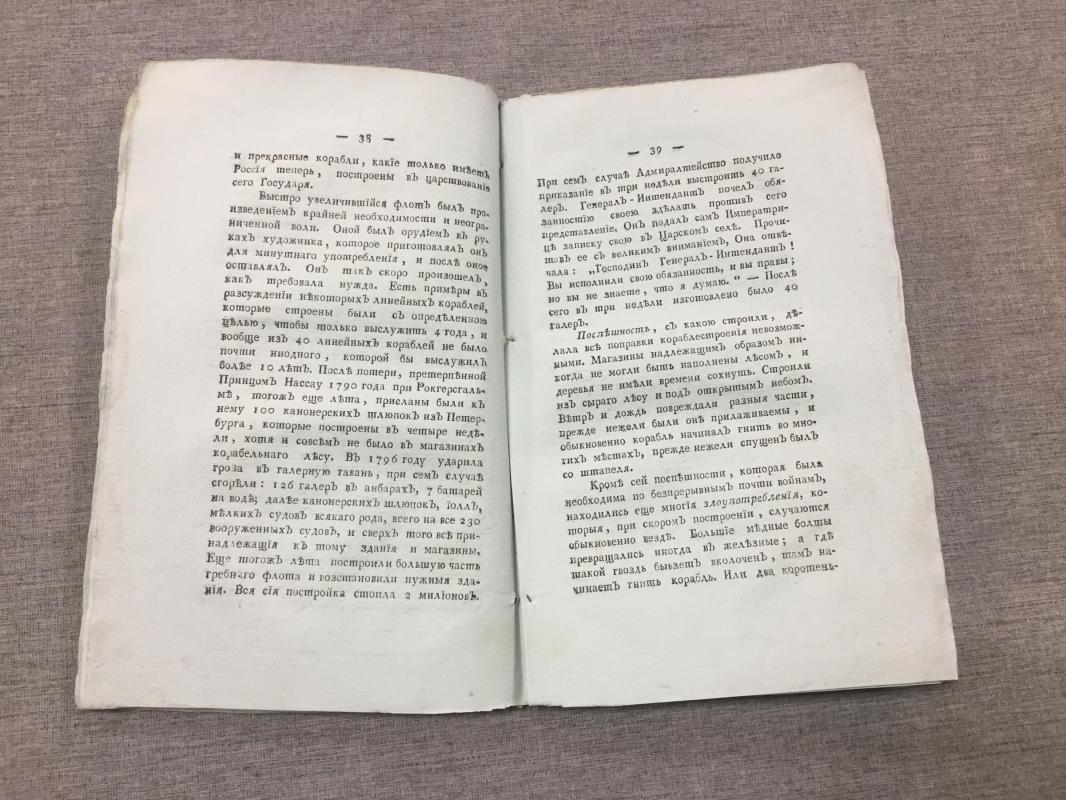 — 38 —
и прекрасные корабли, какіе только имѣетъ
Россія теперь, построены въ царствованіе
сего Государя.
Быстро увеличившійся флотъ былъ про-
изведеніемъ крайней необходимости и неогра-
ниченной воли. Оной былъ орудіемъ въ ру-
кахъ художника, которое приготовлялъ онъ
для минутнаго употребленія, и послѣ оное
оставлялъ. Онъ такъ скоро произошелъ,
какъ требовала нужда. Есть примѣры въ
разсужденіи нѣкоторыхъ линейныхъ кораблей,
которые строены были съ опредѣленною
цѣлью, чтобы только выслужить 4 года, и
вообще изъ 40 линейныхъ кораблей не было
почти инодного, которой бы выслужилъ
болѣе 10 лѣтъ. Послѣ потери, претерпѣнной
Принцомъ Нассау 1790 года при Рокгерсгаль-
мѣ, тогожъ еще лѣта, присланы были къ
нему 100 канонерскихъ шлюпокъ изъ Петер-
бурга, которые построены въ четыре недѣ-
ли, хотя и совсѣмъ не было въ магазинахъ
корабельнаго лѣсу. Въ 1796 году ударила
гроза въ галерную гавань, при семъ случаѣ
сгорѣли: 126 галеръ въ анбарахъ, 7 батарей
на водѣ; далѣе канонерскихъ шлюпокъ, іоллъ,
мѣлкихъ судовъ всякаго рода, всего на все 230
вооруженныхъ судовъ, и сверхъ того всѣ при-
надлежащія къ тому зданія и магазины.
Еще тогожъ лѣта построили большую часть
гребнаго флота и возстановили нужныя зда-
нія. Вся сія постройка стоила 2 миліоновъ.
— 39 —
При семъ случаѣ Адмиралтейство получило
приказаніе въ три недѣли выстроить 40 га-
леръ. Генералъ-Интендантъ почелъ обя-
занностію своею здѣлать противъ сего
представленіе. Онъ подалъ самъ Императри-
цѣ записку свою въ Царскомъ селѣ. Прочи-
тавъ ее съ великимъ вниманіемъ, Она отвѣ-
чала: „Господинъ Генералъ-Интендантъ!
Вы исполнили свою обязанность, и вы правы;
но вы не знаете, что я думаю.“ — Послѣ
сего въ три недѣли изготовлено было 40
галеръ.
Послѣшность, съ какою строили, дѣ-
лала всѣ поправки кораблестроенія невозмож-
ными. Магазины надлежащимъ образомъ ни-
когда не могли быть наполнены лѣсомъ, и
деревья не имѣли времени сохнуть. Строили
изъ сыраго лѣсу и подъ открытымъ небомъ.
Вѣтръ и дождь повреждали разныя части,
прежде нежели были онѣ прилаживаемы, и
обыкновенно корабль начиналъ гнить во мно-
гихъ мѣстахъ, прежде нежели спущенъ былъ
со штапеля.
Кромѣ сей поспѣшности, которая была
необходима по безпрерывнымъ почти войнамъ,
находились еще многія злоупотребленія, ко-
торыя, при скоромъ построеніи, случаются
обыкновенно вездѣ. Большіе мѣдные болты
превращались иногда въ желѣзные; а гдѣ
такой гвоздь бываетъ вколоченъ, тамъ на-
чинаетъ гнить корабль. Или два коротень-